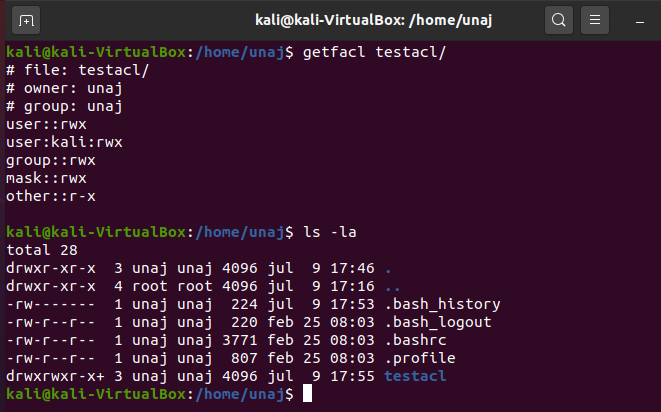 kali@kali-VirtualBox: /home/unaj
kali@kali-VirtualBox:/home/unaj$ getfacl testacl/
# file: testacl/
# owner: unaj
# group: unaj
user::rwx
user:kali:rwx
group::rwx
mask::rwx
other::r-x

kali@kali-VirtualBox:/home/unaj$ ls -la
total 28
drwxr-xr-x  3 unaj unaj 4096 jul  9 17:46 .
drwxr-xr-x  4 root root 4096 jul  9 17:16 ..
-rw-------  1 unaj unaj  224 jul  9 17:53 .bash_history
-rw-r--r--  1 unaj unaj  220 feb 25 08:03 .bash_logout
-rw-r--r--  1 unaj unaj 3771 feb 25 08:03 .bashrc
-rw-r--r--  1 unaj unaj  807 feb 25 08:03 .profile
drwxrwxr-x+ 3 unaj unaj 4096 jul  9 17:55 testacl
kali@kali-VirtualBox:/home/unaj$